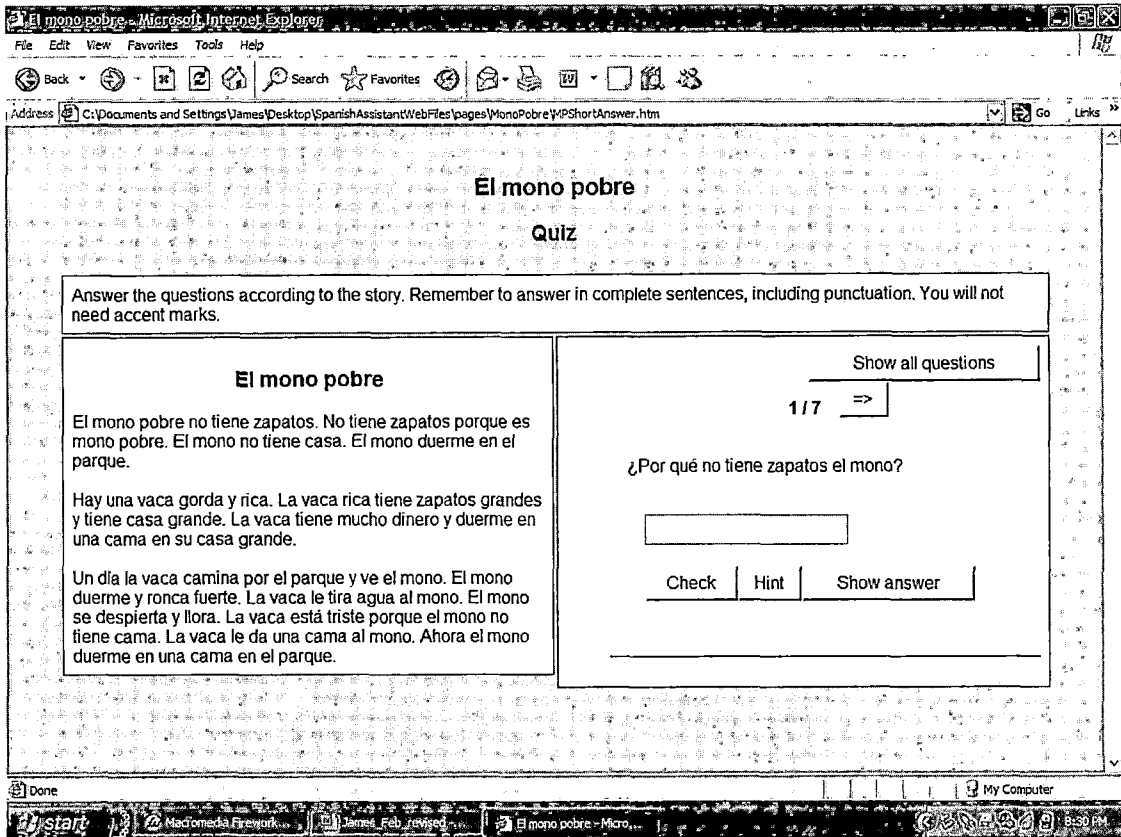 El mono pobre - Microsoft Internet Explorer
File Edit View Favorites Tools Help
Back Search Favorites
Address C:\Documents and Settings\James\Desktop\SpanishAssistantWebFiles\pages\MonoPobre\MPShortAnswer.htm Go Links »
El mono pobre
Quiz
Answer the questions according to the story. Remember to answer in complete sentences, including punctuation. You will not
need accent marks.
El mono pobre
El mono pobre no tiene zapatos. No tiene zapatos porque es
mono pobre. El mono no tiene casa. El mono duerme en el
parque.
Hay una vaca gorda y rica. La vaca rica tiene zapatos grandes
y tiene casa grande. La vaca tiene mucho dinero y duerme en
una cama en su casa grande.
Un día la vaca camina por el parque y ve el mono. El mono
duerme y ronca fuerte. La vaca le tira agua al mono. El mono
se despierta y llora. La vaca está triste porque el mono no
tiene cama. La vaca le da una cama al mono. Ahora el mono
duerme en una cama en el parque.
Show all questions
1 / 7 =>
¿Por qué no tiene zapatos el mono?
Check Hint Show answer
Done My Computer
start Macromedia Firework... James_Feb_revised -... El mono pobre - Micro... 8:30 PM